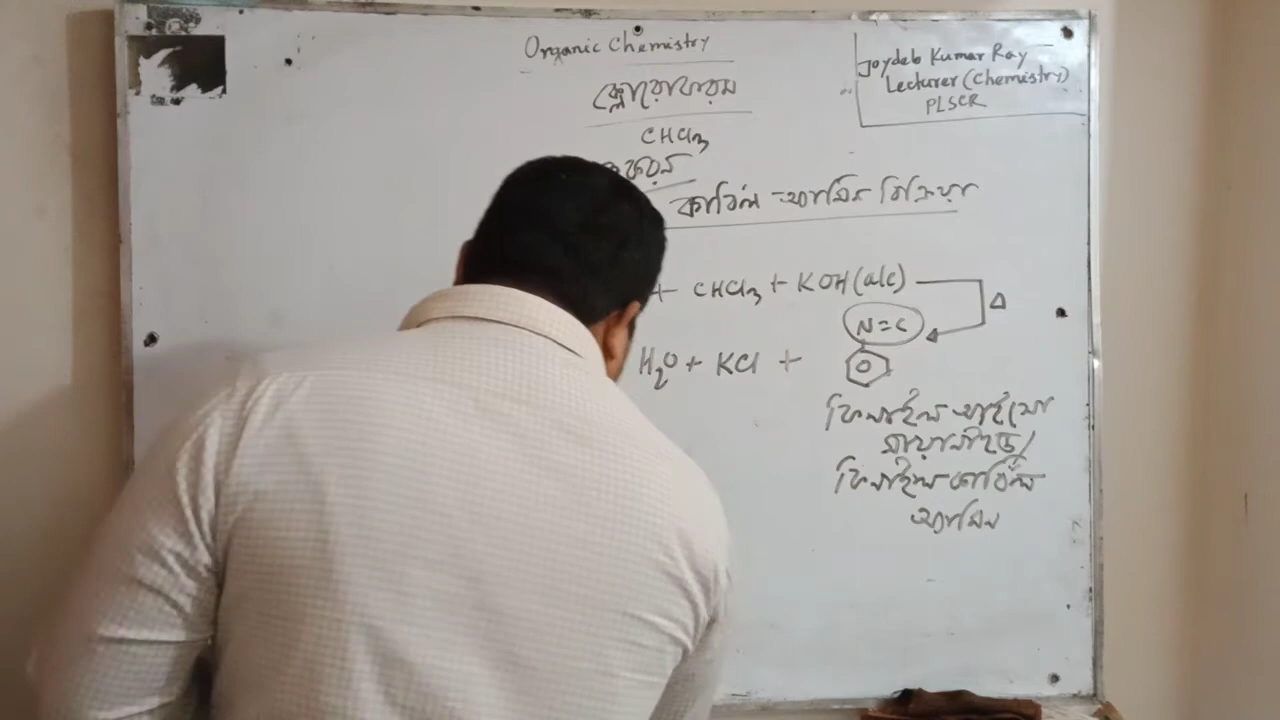 Organic Chemistry
Joydeb Kumar Ray
Lecturer (Chemistry)
PLSCR
ক্লোরোফরম
CHCl3
কার্বিল-অ্যামিন বিক্রিয়া
+ CHCl3 + KOH(alc) Δ
N=C
H2O + KCl +
ফিনাইল আইসো
সায়ানাইড/
ফিনাইল কার্বিল
অ্যামিন